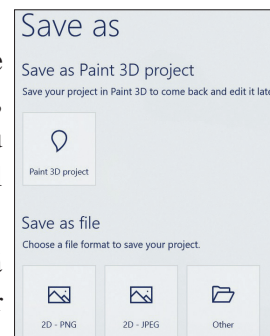 Save as
Save as Paint 3D project
Save your project in Paint 3D to come back and edit it late
Paint 3D project
Save as file
Choose a file format to save your project.
2D - PNG
2D - JPEG
Other